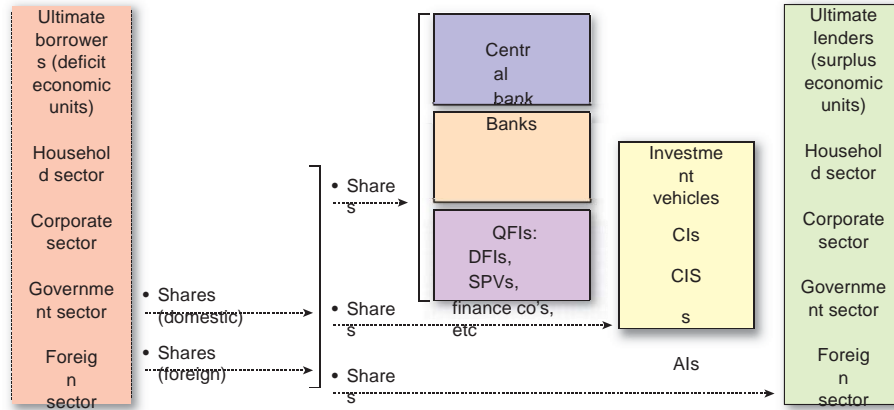 Ultimate
borrower
s (deficit
economic
units)
Househol
d sector
Corporate
sector
Governme
nt sector
Foreig
n
sector
• Shares
(domestic)
• Shares
(foreign)
• Share
s
• Share
s
• Share
s
Centr
al
bank
Banks
QFIs:
DFIs,
SPVs,
finance co's,
etc
Investme
nt
vehicles
CIs
CIS
s
AIs
Ultimate
lenders
(surplus
economic
units)
Househol
d sector
Corporate
sector
Governme
nt sector
Foreig
n
sector